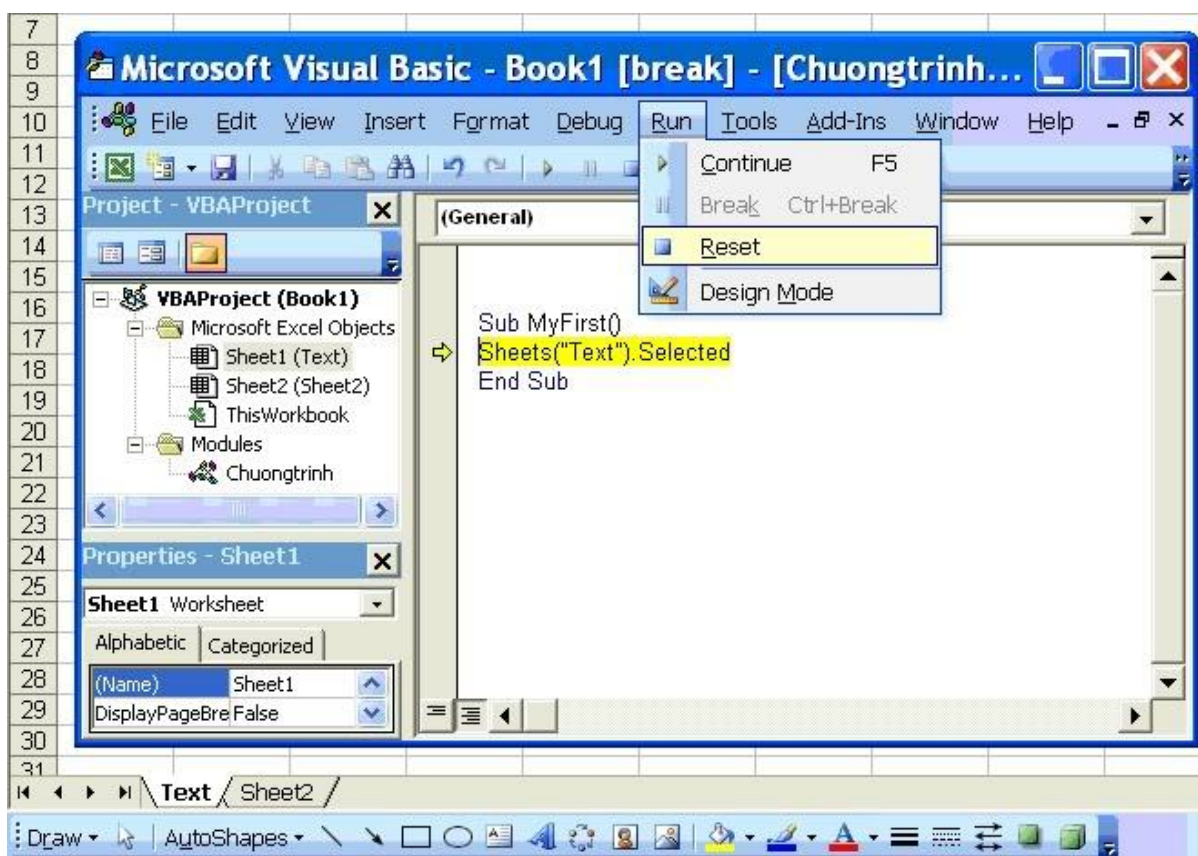 7
8
9
10
11
12
13
14
15
16
17
18
19
20
21
22
23
24
25
26
27
28
29
30
31
Microsoft Visual Basic - Book1 [break] - [Chuongtrinh...
File Edit View Insert Format Debug Run Tools Add-Ins Window Help
Continue F5
Break Ctrl+Break
Reset
Design Mode
Project - VBAProject
VBAProject (Book1)
Microsoft Excel Objects
Sheet1 (Text)
Sheet2 (Sheet2)
ThisWorkbook
Modules
Chuongtrinh
Properties - Sheet1
Sheet1 Worksheet
Alphabetic Categorized
(Name) Sheet1
DisplayPageBre False
(General)
Sub MyFirst()
Sheets("Text").Selected
End Sub
Text Sheet2
Draw AutoShapes